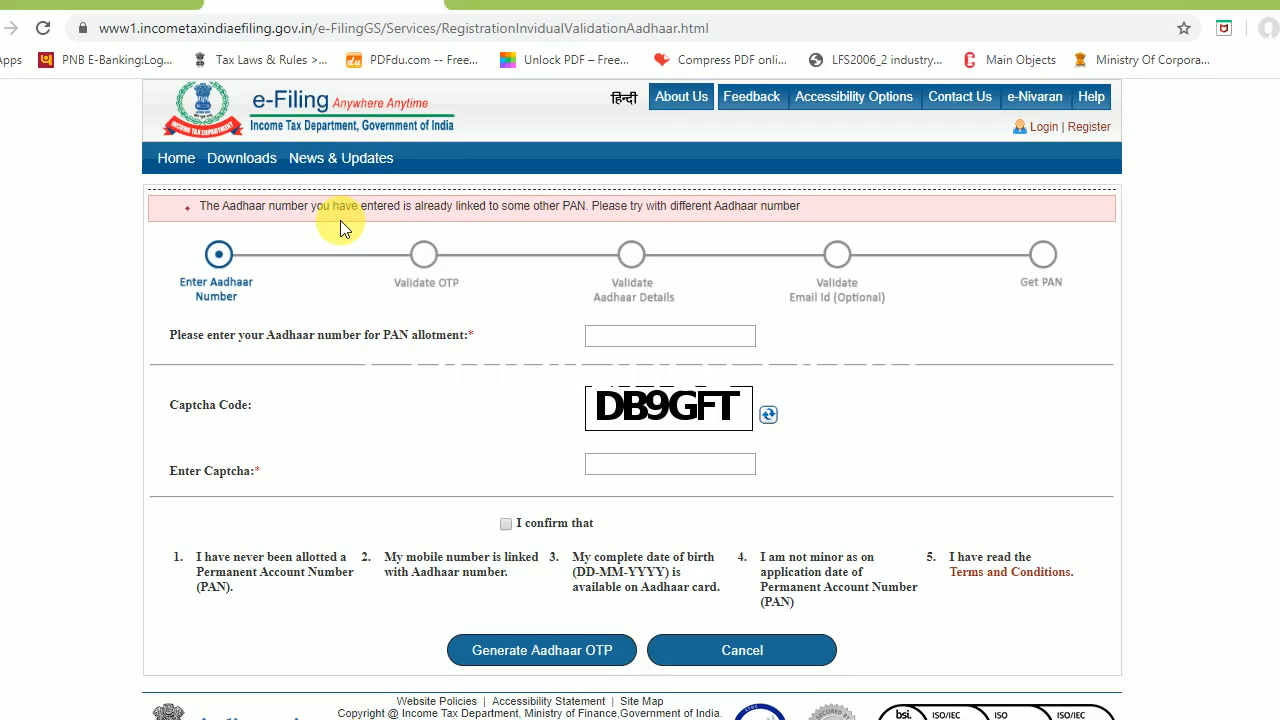 www1.incometaxindiaefiling.gov.in/e-FilingGS/Services/RegistrationInvidualValidationAadhaar.html
Apps PNB E-Banking:Log... Tax Laws & Rules >... PDFdu.com -- Free... Unlock PDF – Free... Compress PDF onli... LFS2006_2 industry... Main Objects Ministry Of Corpora...
e-Filing Anywhere Anytime
Income Tax Department, Government of India
हिन्दी About Us Feedback Accessibility Options Contact Us e-Nivaran Help
Login | Register
Home Downloads News & Updates
The Aadhaar number you have entered is already linked to some other PAN. Please try with different Aadhaar number
Enter Aadhaar
Number
Validate OTP
Validate
Aadhaar Details
Validate
Email Id (Optional)
Get PAN
Please enter your Aadhaar number for PAN allotment:*
Captcha Code:
DB9GFT
Enter Captcha:*
I confirm that
1. I have never been allotted a
Permanent Account Number
(PAN).
2. My mobile number is linked
with Aadhaar number.
3. My complete date of birth
(DD-MM-YYYY) is
available on Aadhaar card.
4. I am not minor as on
application date of
Permanent Account Number
(PAN)
5. I have read the
Terms and Conditions.
Generate Aadhaar OTP Cancel
Website Policies | Accessibility Statement | Site Map
Copyright @ Income Tax Department, Ministry of Finance,Government of India.
bsi. ISO/IEC ISO ISO/IEC